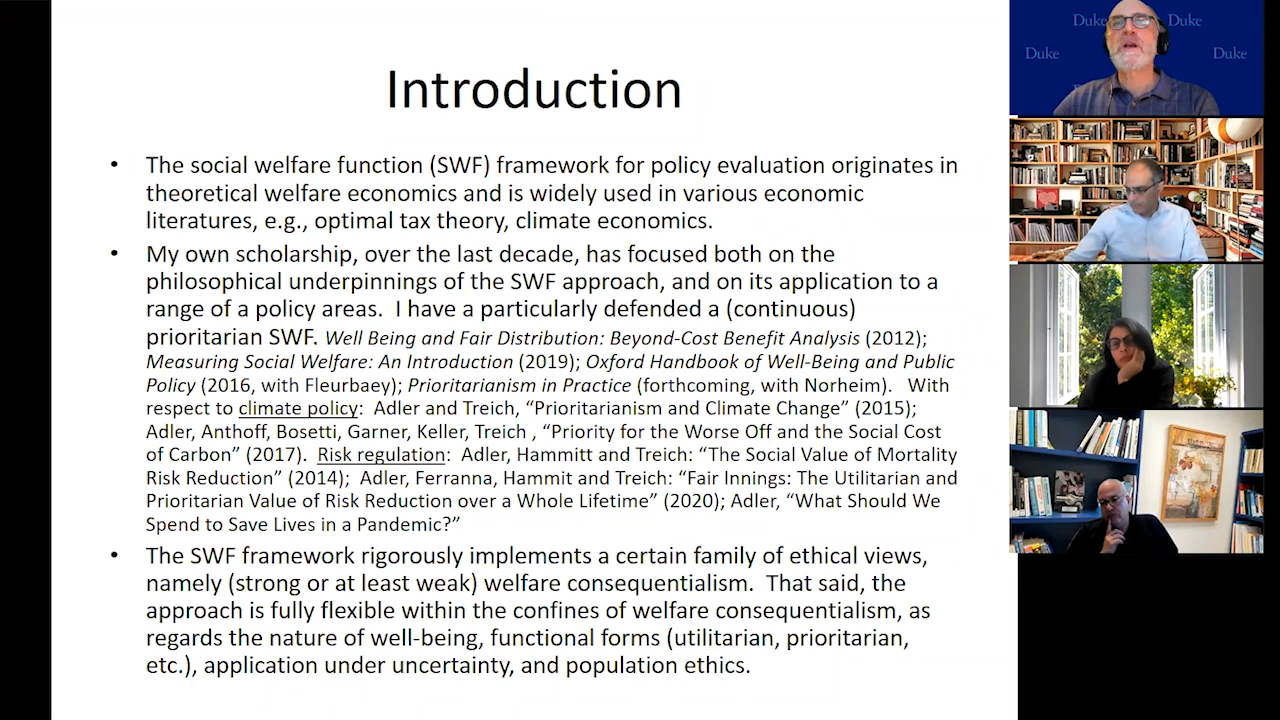 Introduction
• The social welfare function (SWF) framework for policy evaluation originates in
theoretical welfare economics and is widely used in various economic
literatures, e.g., optimal tax theory, climate economics.
• My own scholarship, over the last decade, has focused both on the
philosophical underpinnings of the SWF approach, and on its application to a
range of a policy areas.  I have a particularly defended a (continuous)
prioritarian SWF. Well Being and Fair Distribution: Beyond-Cost Benefit Analysis (2012);
Measuring Social Welfare: An Introduction (2019); Oxford Handbook of Well-Being and Public
Policy (2016, with Fleurbaey); Prioritarianism in Practice (forthcoming, with Norheim).   With
respect to climate policy:  Adler and Treich, “Prioritarianism and Climate Change” (2015);
Adler, Anthoff, Bosetti, Garner, Keller, Treich , “Priority for the Worse Off and the Social Cost
of Carbon” (2017).  Risk regulation:  Adler, Hammitt and Treich: “The Social Value of Mortality
Risk Reduction” (2014);  Adler, Ferranna, Hammit and Treich: “Fair Innings: The Utilitarian and
Prioritarian Value of Risk Reduction over a Whole Lifetime” (2020); Adler, “What Should We
Spend to Save Lives in a Pandemic?”
• The SWF framework rigorously implements a certain family of ethical views,
namely (strong or at least weak) welfare consequentialism.  That said, the
approach is fully flexible within the confines of welfare consequentialism, as
regards the nature of well-being, functional forms (utilitarian, prioritarian,
etc.), application under uncertainty, and population ethics.
Duke
Duke
Duke
Duke